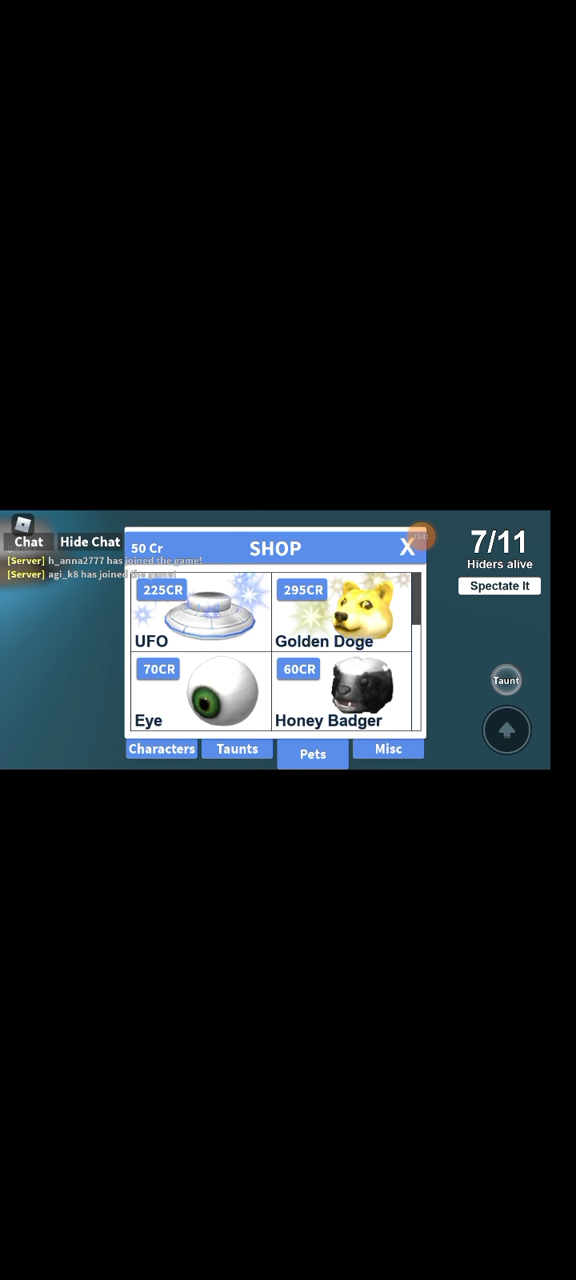 Chat
Hide Chat
[Server] h_anna2777 has joined the game!
[Server] agi_k8 has joined the game!
50 Cr
SHOP
X
225CR
UFO
295CR
Golden Doge
70CR
Eye
60CR
Honey Badger
Characters
Taunts
Pets
Misc
7/11
Hiders alive
Spectate It
Taunt